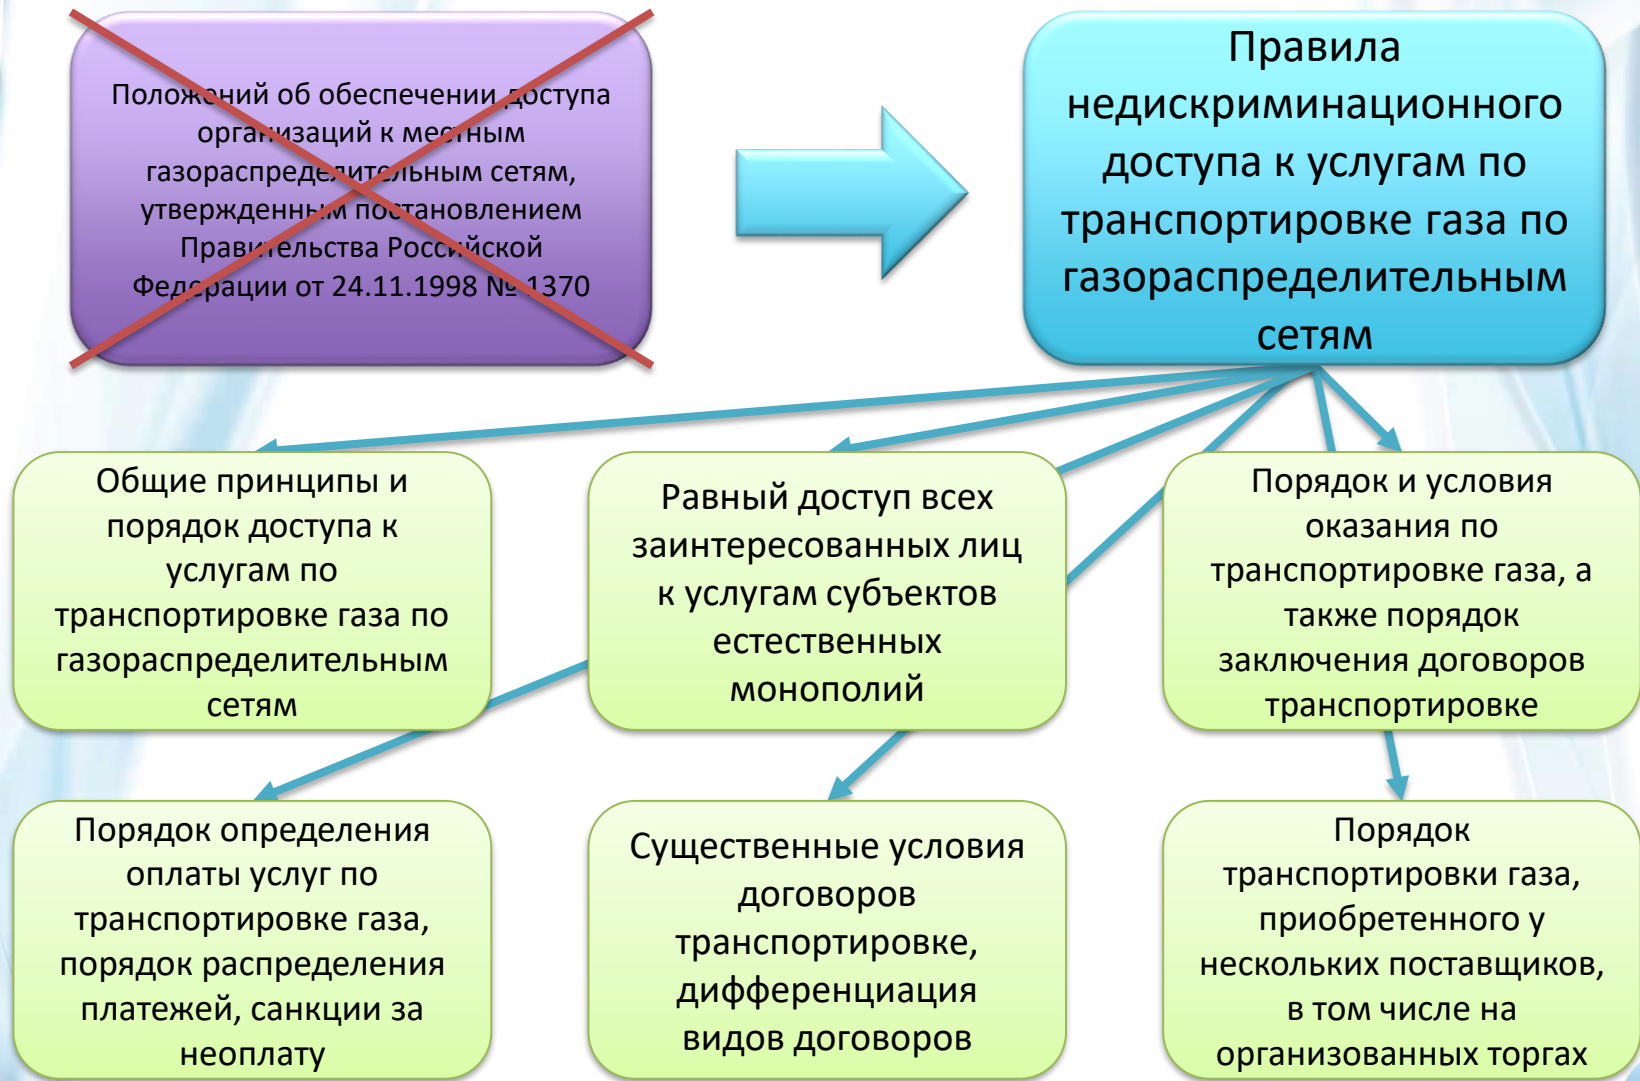 Положений об обеспечении доступа
организаций к местным
газораспределительным сетям,
утвержденным постановлением
Правительства Российской
Федерации от 24.11.1998 № 1370
Правила
недискриминационного
доступа к услугам по
транспортировке газа по
газораспределительным
сетям
Общие принципы и
порядок доступа к
услугам по
транспортировке газа по
газораспределительным
сетям
Равный доступ всех
заинтересованных лиц
к услугам субъектов
естественных
монополий
Порядок и условия
оказания по
транспортировке газа, а
также порядок
заключения договоров
транспортировке
Порядок определения
оплаты услуг по
транспортировке газа,
порядок распределения
платежей, санкции за
неоплату
Существенные условия
договоров
транспортировке,
дифференциация
видов договоров
Порядок
транспортировки газа,
приобретенного у
нескольких поставщиков,
в том числе на
организованных торгах